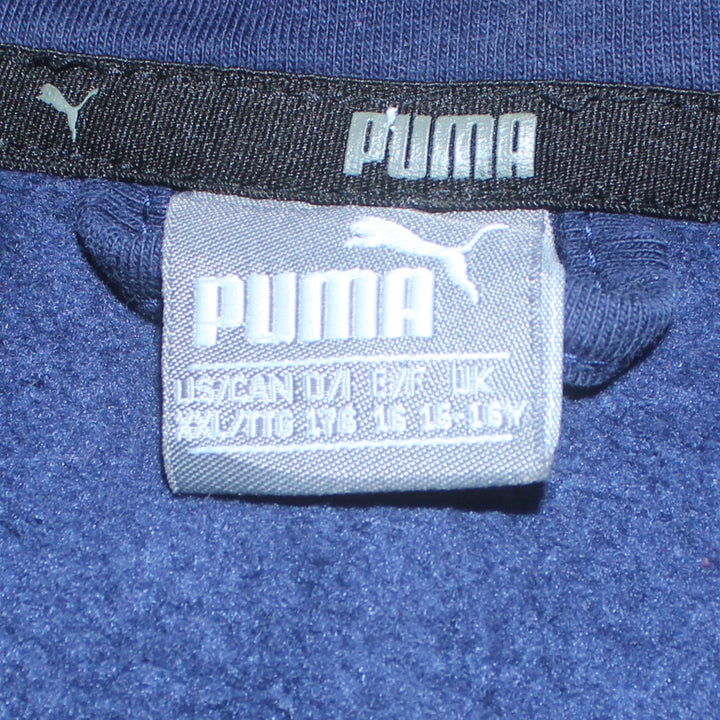 PUMA
PUMA
US/CAN D/I E/F UK
XXL/TTG 176 16 15-16Y